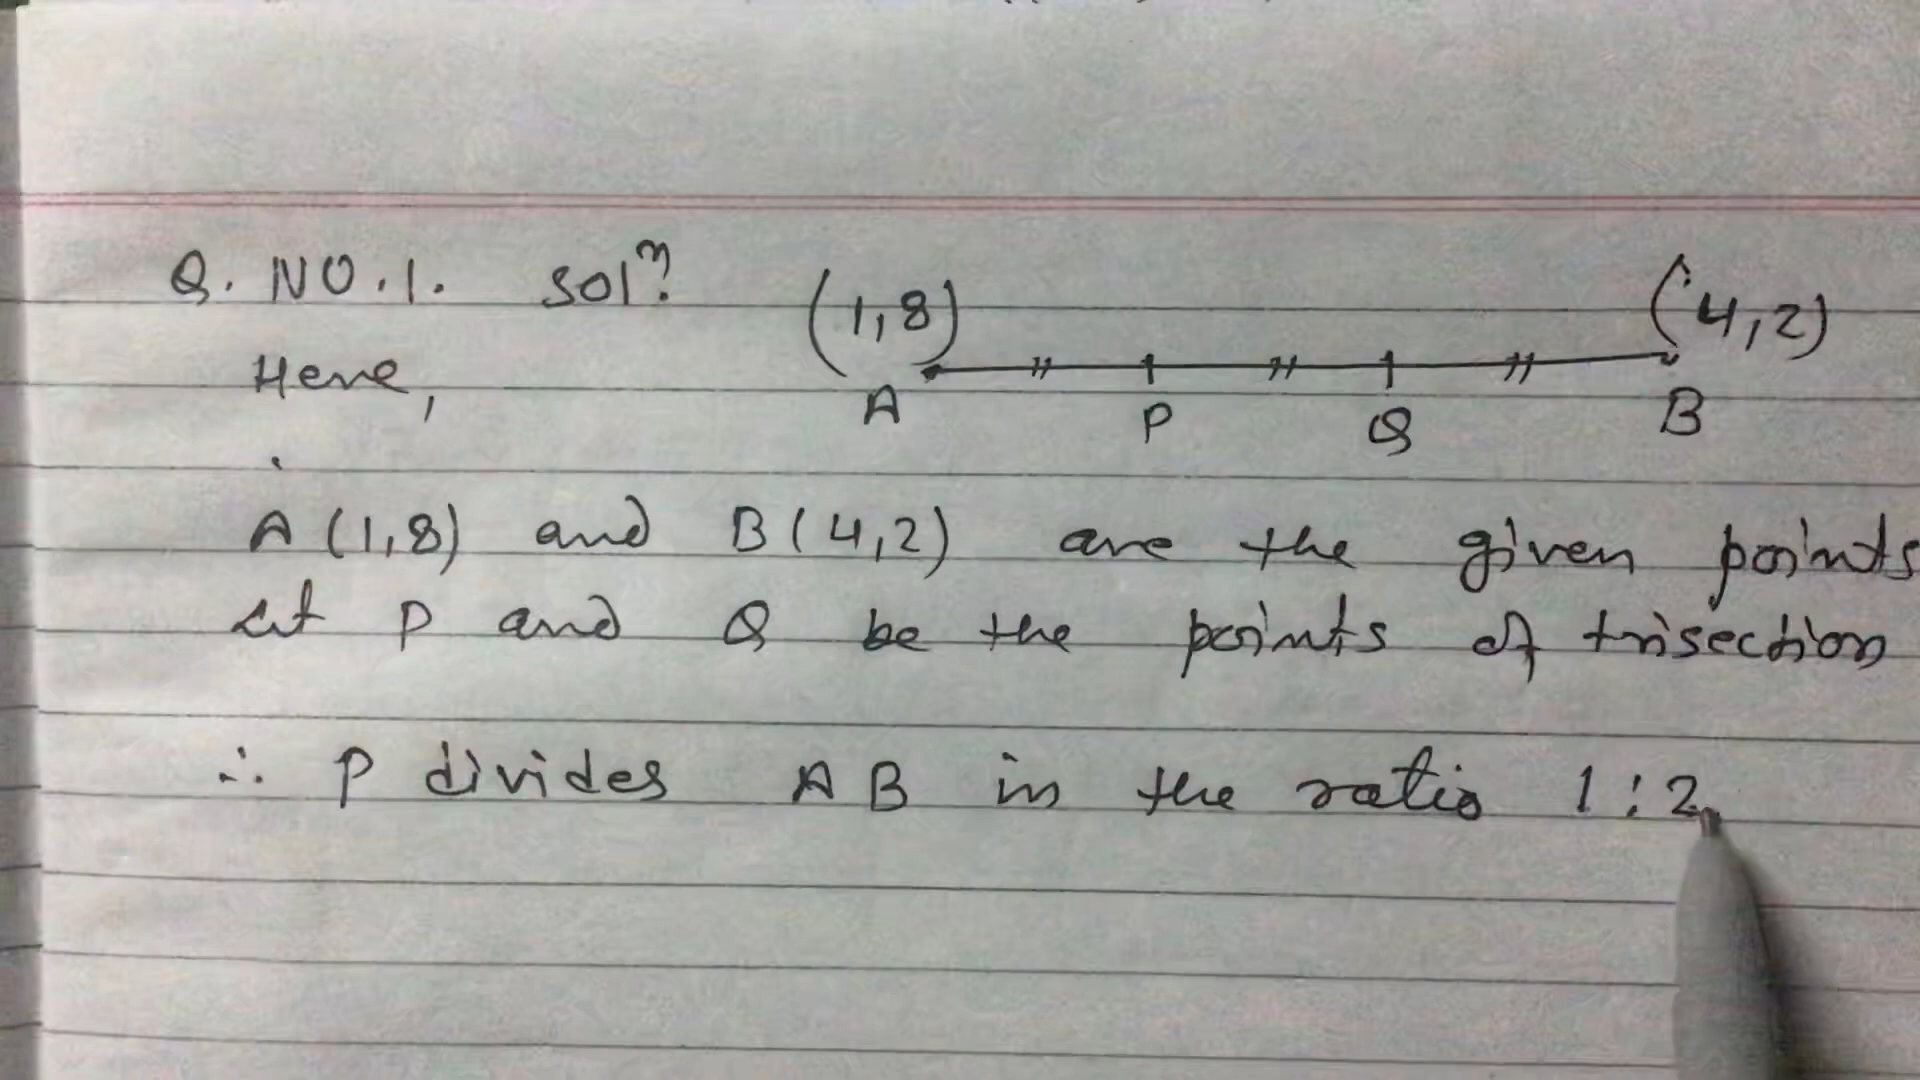 Q. NO.1. Solⁿ
(1,8) (4,2)
Here,
A P Q B
A (1,8) and B (4,2) are the given points
Let P and Q be the points of trisection
∴ P divides AB in the ratio 1:2